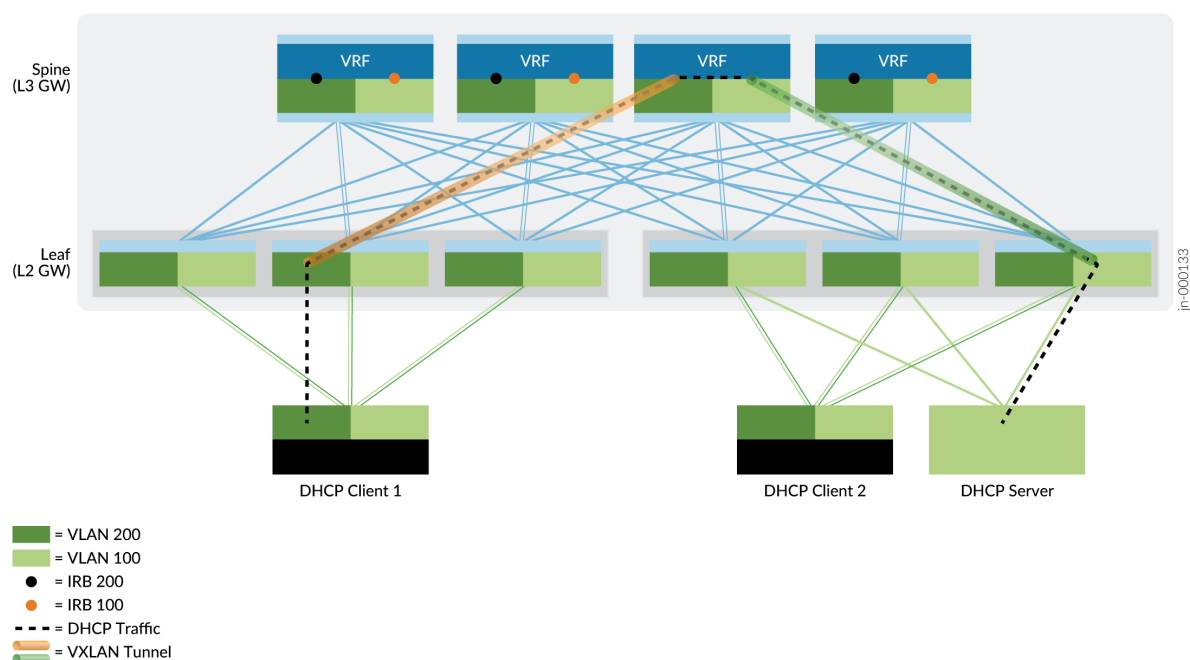 Spine
(L3 GW)
VRF
VRF
VRF
VRF
Leaf
(L2 GW)
jn-000133
DHCP Client 1
DHCP Client 2
DHCP Server
= VLAN 200
= VLAN 100
= IRB 200
= IRB 100
= DHCP Traffic
= VXLAN Tunnel